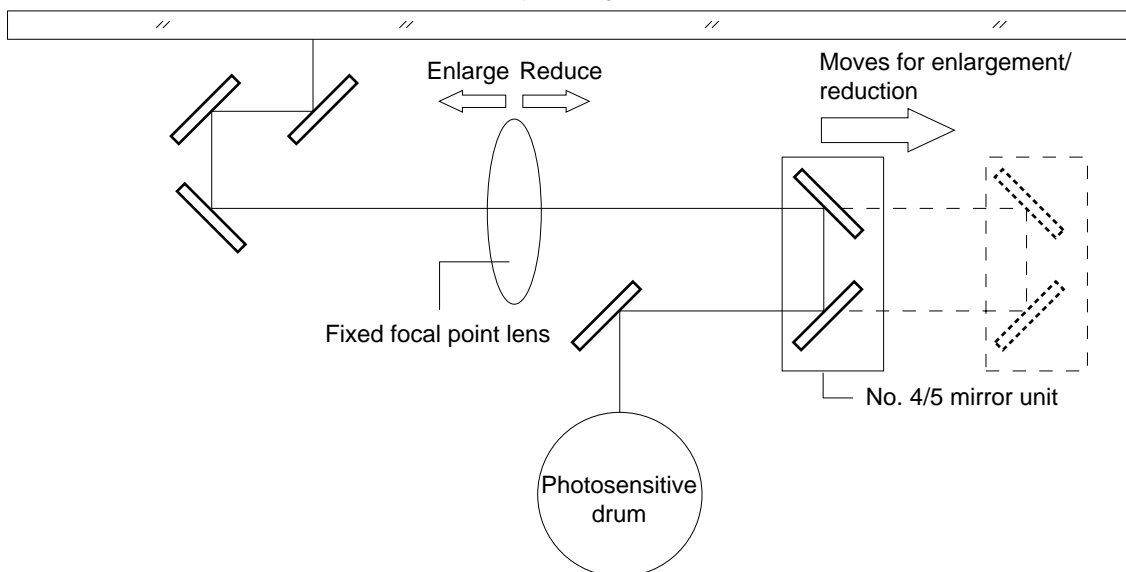 Enlarge Reduce
Moves for enlargement/
reduction
Fixed focal point lens
No. 4/5 mirror unit
Photosensitive
drum